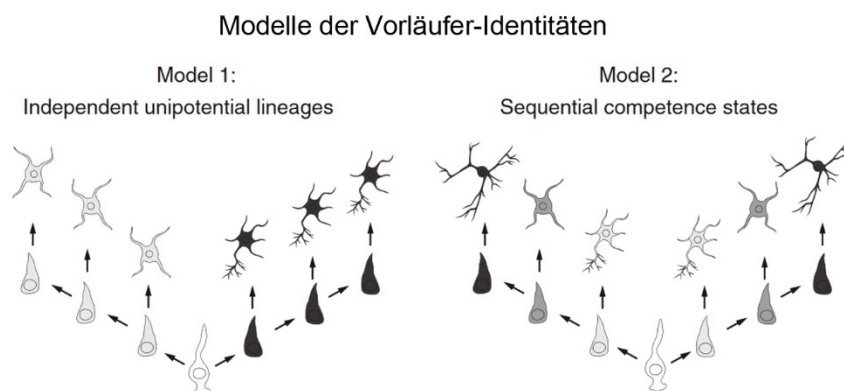 Modelle der Vorläufer-Identitäten
Model 1:
Independent unipotential lineages
Model 2:
Sequential competence states